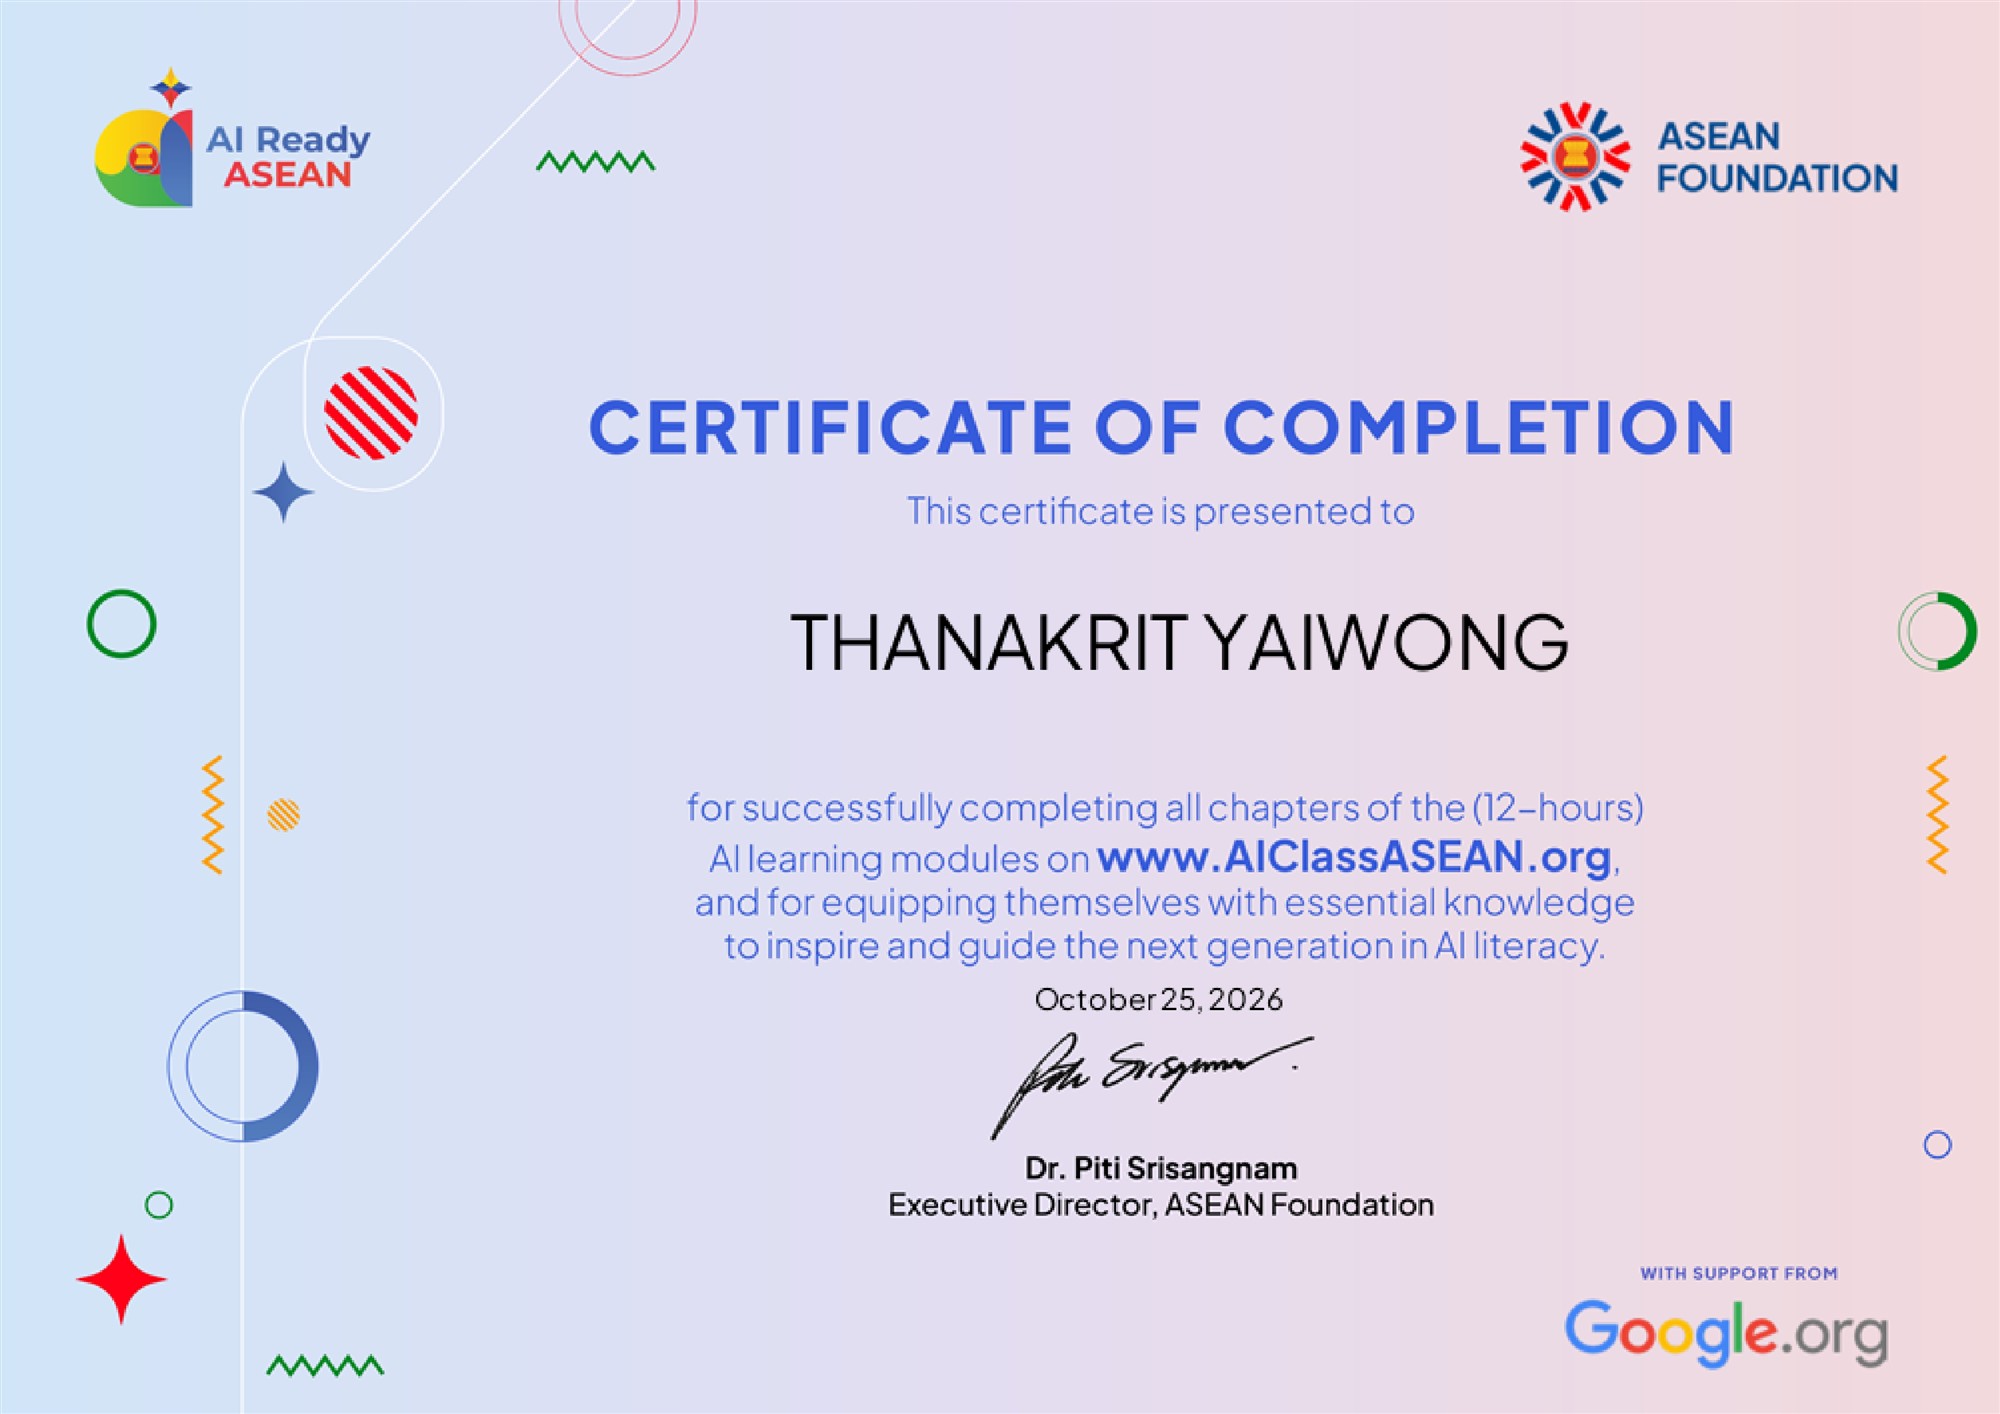 AI Ready
ASEAN
ASEAN
FOUNDATION
CERTIFICATE OF COMPLETION
This certificate is presented to
THANAKRIT YAIWONG
for successfully completing all chapters of the (12-hours)
AI learning modules on www.AIClassASEAN.org,
and for equipping themselves with essential knowledge
to inspire and guide the next generation in AI literacy.
October 25, 2026
Dr. Piti Srisangnam
Executive Director, ASEAN Foundation
WITH SUPPORT FROM
Google.org